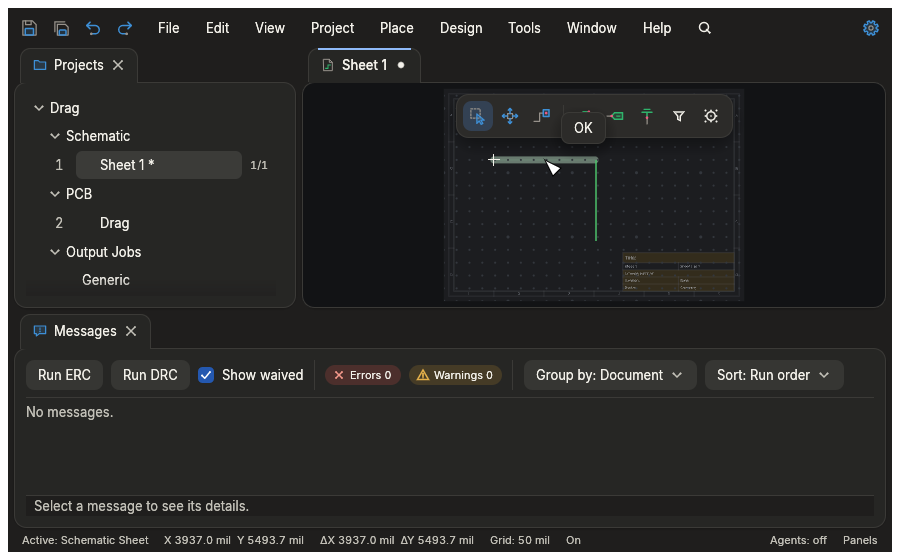 File Edit View Project Place Design Tools Window Help
Projects
Sheet 1
Drag
Schematic
1 Sheet 1 * 1/1
PCB
2 Drag
Output Jobs
Generic
OK
Title:
Messages
Run ERC Run DRC Show waived Errors 0 Warnings 0 Group by: Document Sort: Run order
No messages.
Select a message to see its details.
Active: Schematic Sheet X 3937.0 mil Y 5493.7 mil ΔX 3937.0 mil ΔY 5493.7 mil Grid: 50 mil On Agents: off Panels